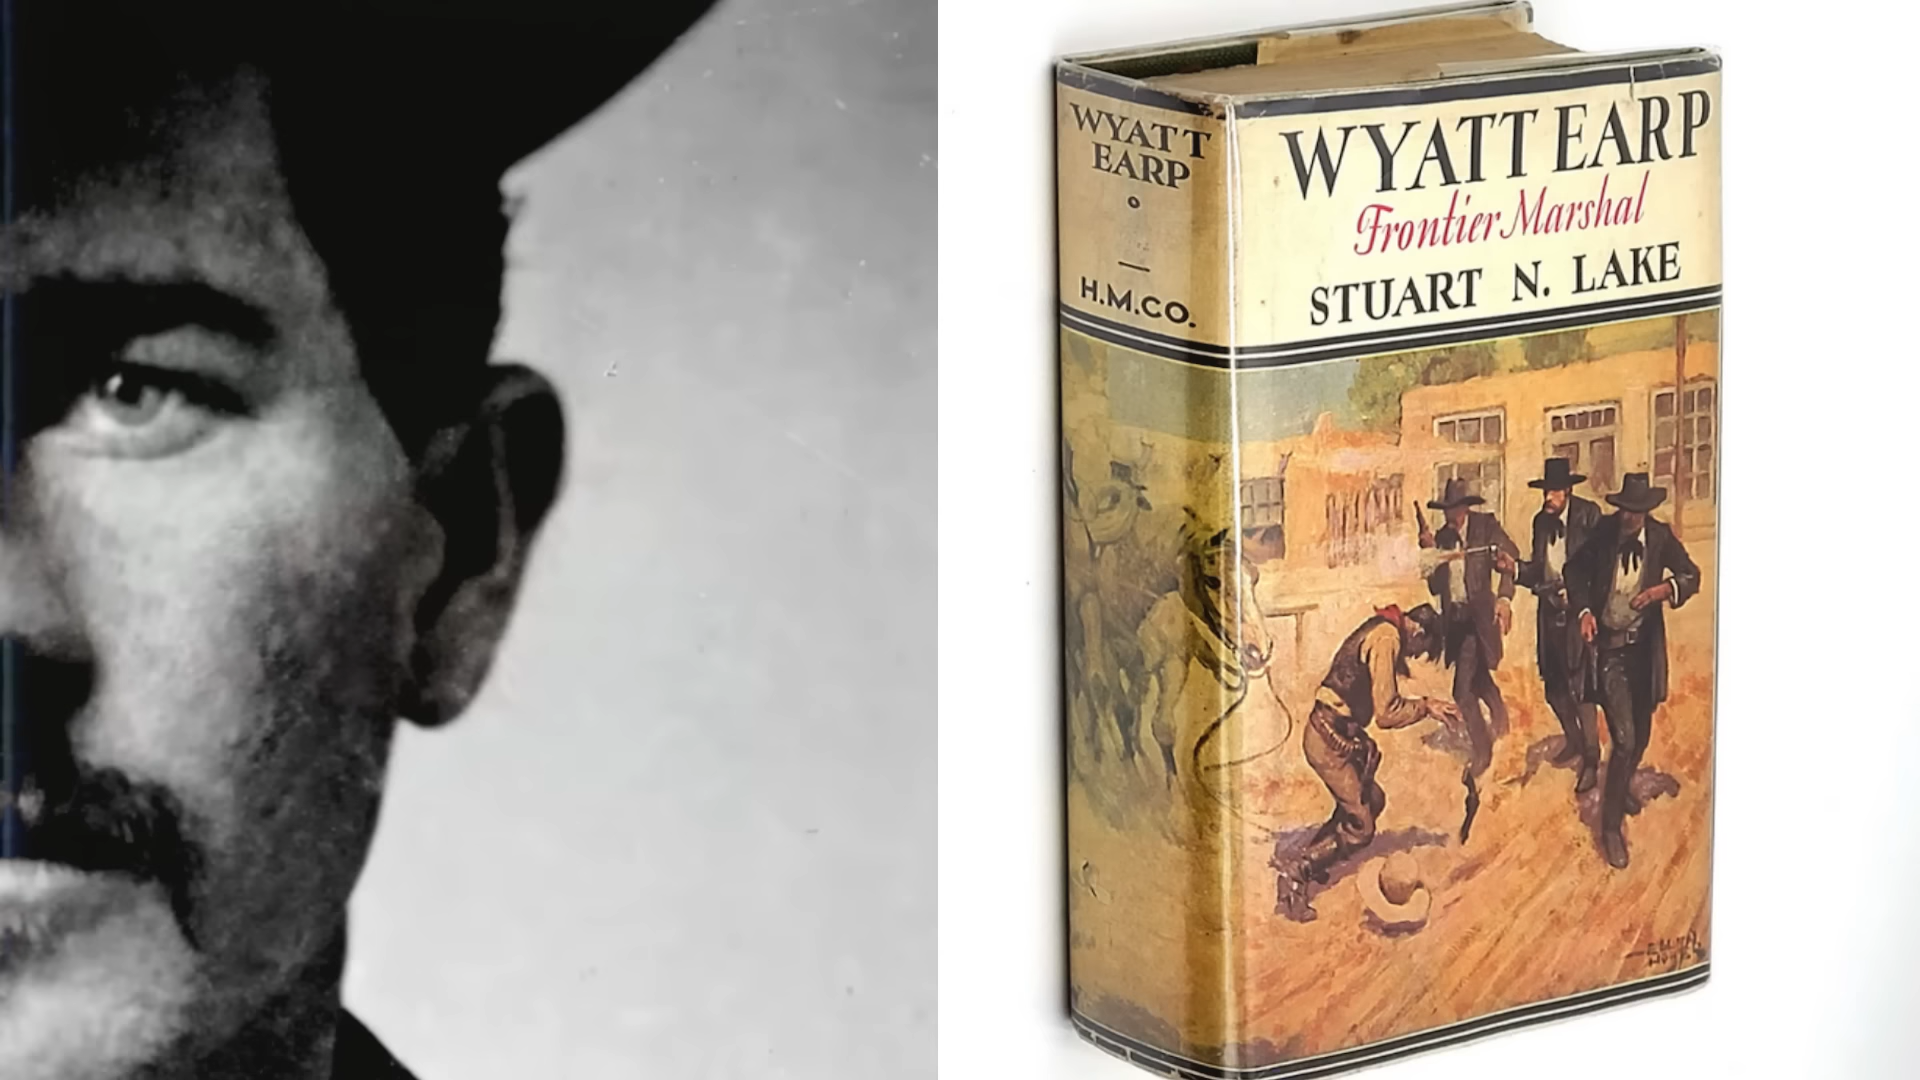 WYATT
EARP
H.M.CO.
WYATT EARP
Frontier Marshal
STUART N. LAKE